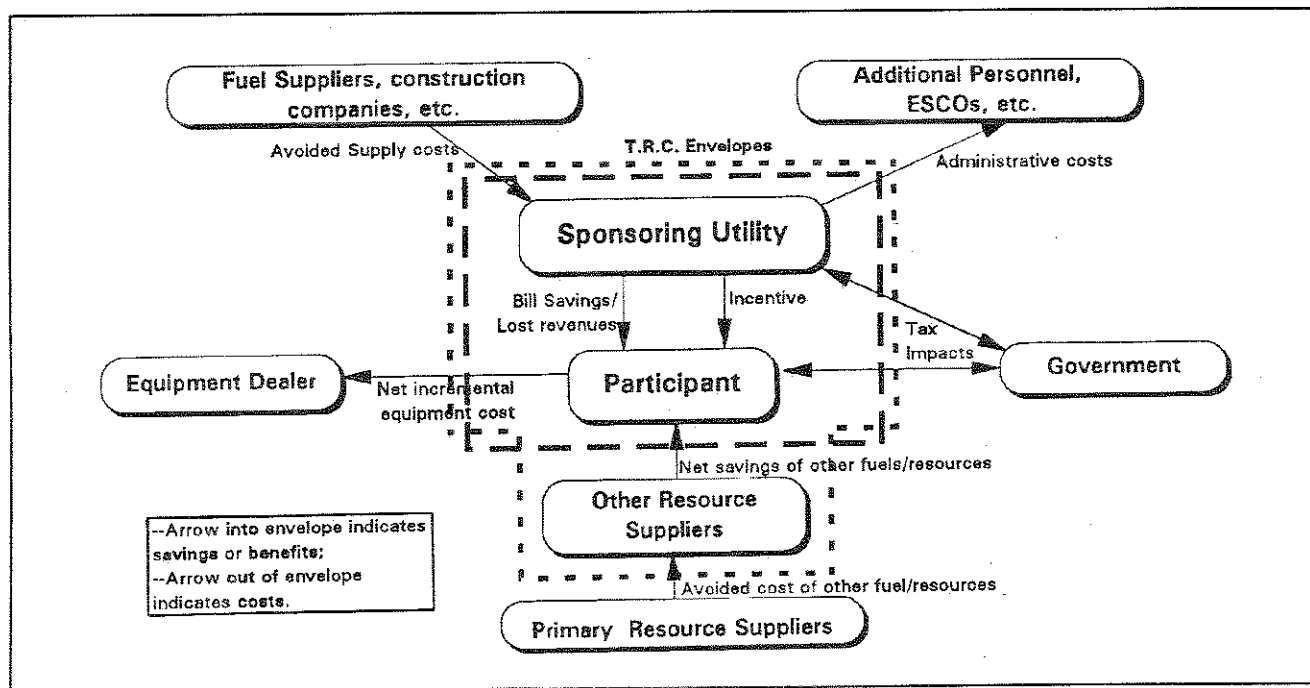 Fuel Suppliers, construction
companies, etc.
Additional Personnel,
ESCOs, etc.
Avoided Supply costs
T.R.C. Envelopes
Administrative costs
Sponsoring Utility
Bill Savings/
Lost revenues
Incentive
Tax
Impacts
Equipment Dealer
Net incremental
equipment cost
Participant
Government
Net savings of other fuels/resources
Other Resource
Suppliers
--Arrow into envelope indicates
savings or benefits;
--Arrow out of envelope
indicates costs.
Avoided cost of other fuel/resources
Primary Resource Suppliers